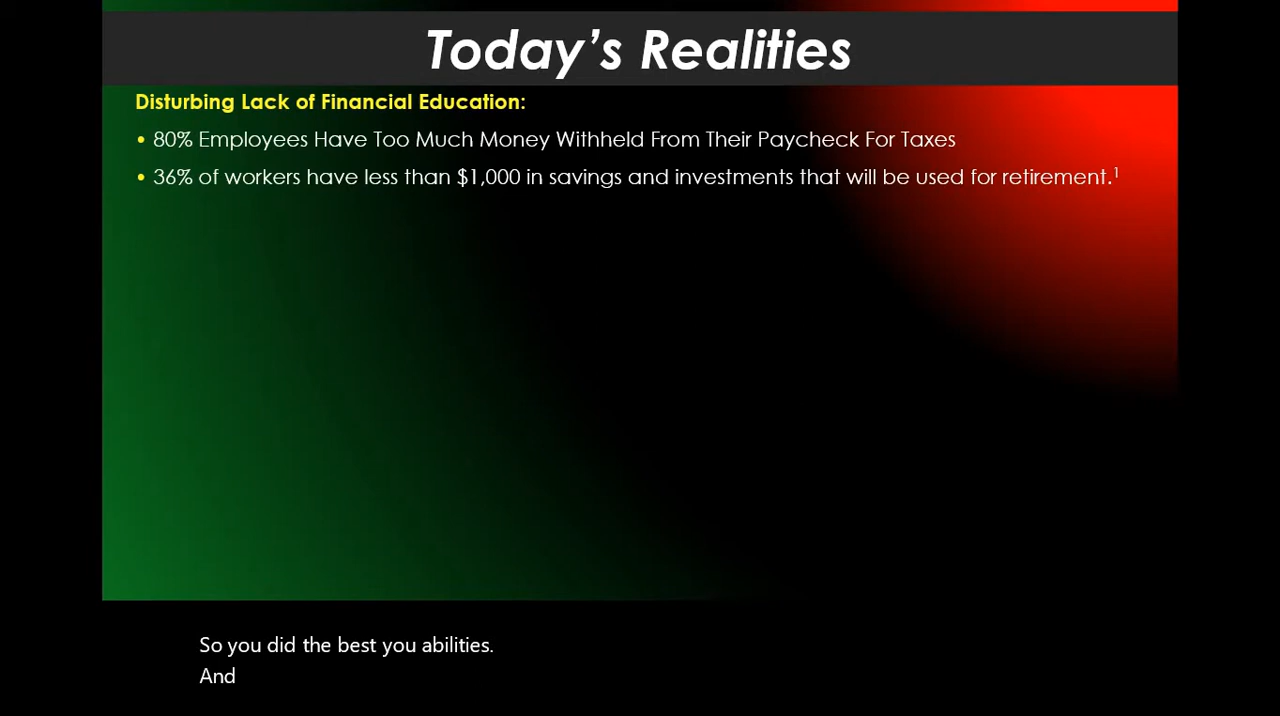 Today's Realities
Disturbing Lack of Financial Education:
• 80% Employees Have Too Much Money Withheld From Their Paycheck For Taxes
• 36% of workers have less than $1,000 in savings and investments that will be used for retirement.¹
So you did the best you abilities.
And